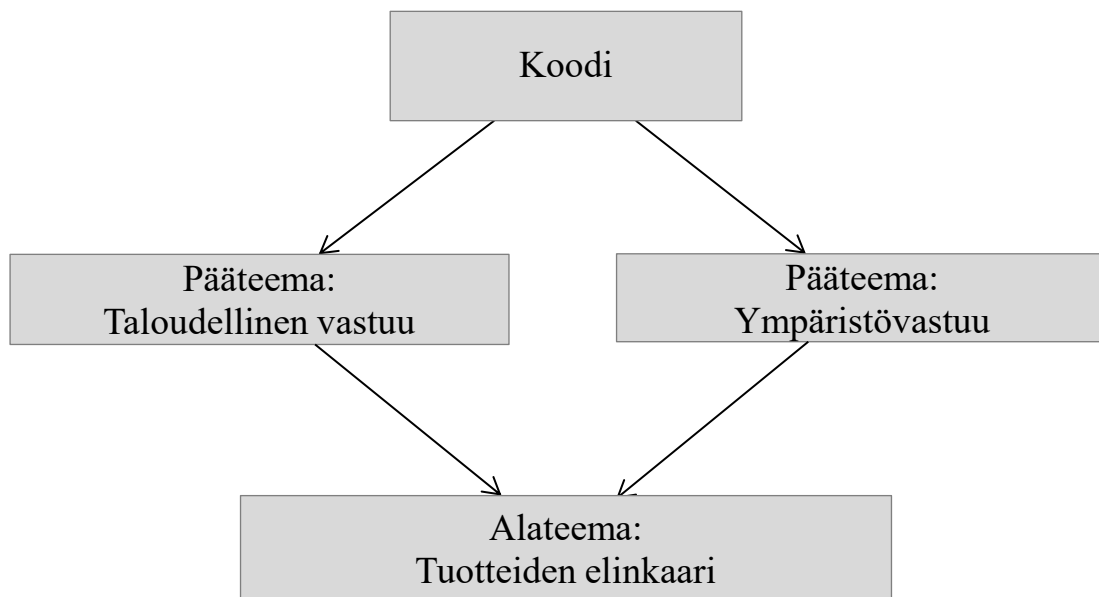 Koodi
Pääteema:
Taloudellinen vastuu
Pääteema:
Ympäristövastuu
Alateema:
Tuotteiden elinkaari